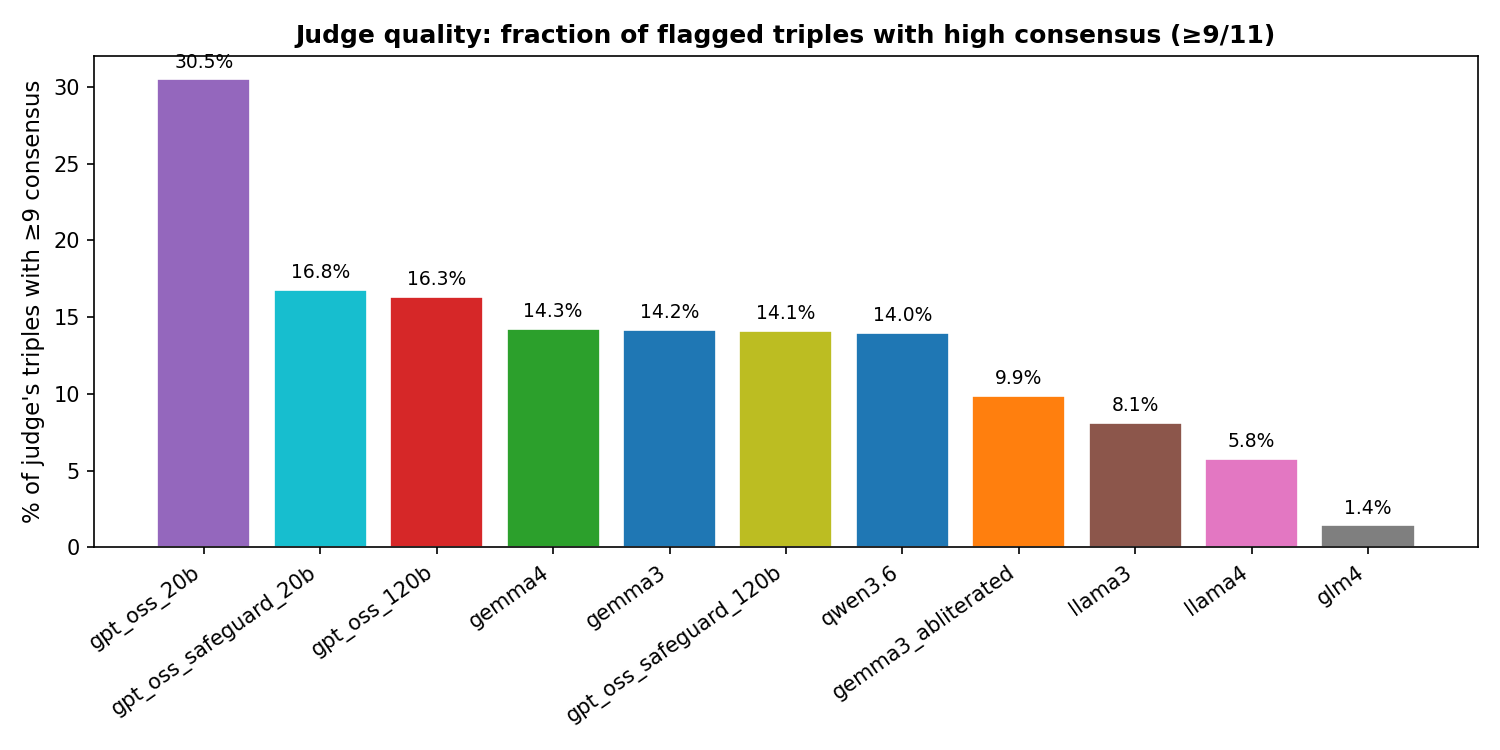 Judge quality: fraction of flagged triples with high consensus (≥9/11)
% of judge's triples with ≥9 consensus
30
25
20
15
10
5
0
30.5%
16.8%
16.3%
14.3%
14.2%
14.1%
14.0%
9.9%
8.1%
5.8%
1.4%
gpt_oss_20b
gpt_oss_safeguard_20b
gpt_oss_120b
gemma4
gemma3
gpt_oss_safeguard_120b
qwen3.6
gemma3_abliterated
llama3
llama4
glm4